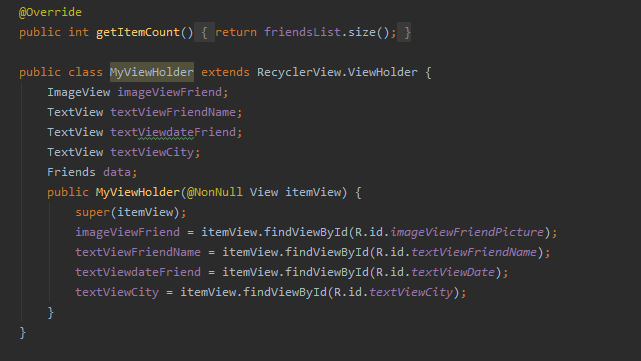 @Override
public int getItemCount() { return friendsList.size(); }
public class MyViewHolder extends RecyclerView.ViewHolder {
ImageView imageViewFriend;
TextView textViewFriendName;
TextView textViewdateFriend;
TextView textViewCity;
Friends data;
public MyViewHolder(@NonNull View itemView) {
super(itemView);
imageViewFriend = itemView.findViewById(R.id.imageViewFriendPicture);
textViewFriendName = itemView.findViewById(R.id.textViewFriendName);
textViewdateFriend = itemView.findViewById(R.id.textViewDate);
textViewCity = itemView.findViewById(R.id.textViewCity);
}
}